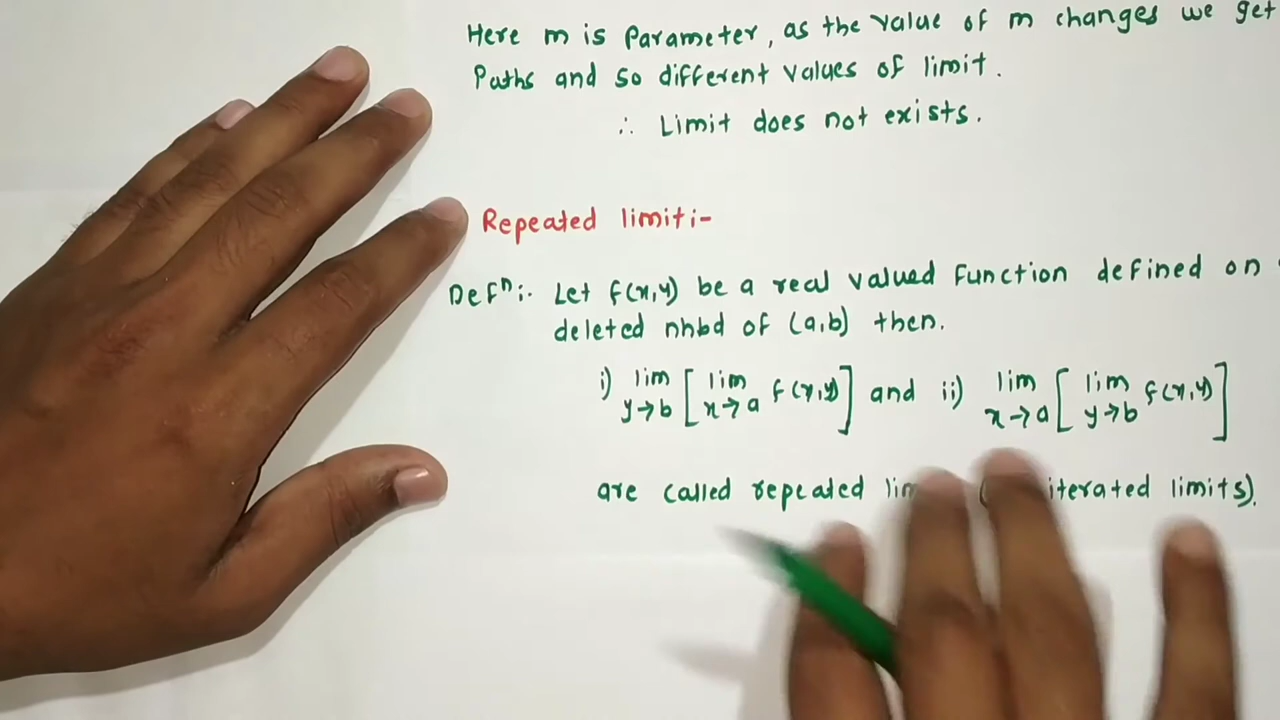 Here m is Parameter, as the value of m changes we get
Paths and so different values of limit.
∴ Limit does not exists.
Repeated limit:-
Defⁿ:- Let f(x,y) be a real valued function defined on
deleted nhbd of (a,b) then.
i) lim y→b [lim x→a f(x,y)] and ii) lim x→a [lim y→b f(x,y)]
are called repeated iterated limits).